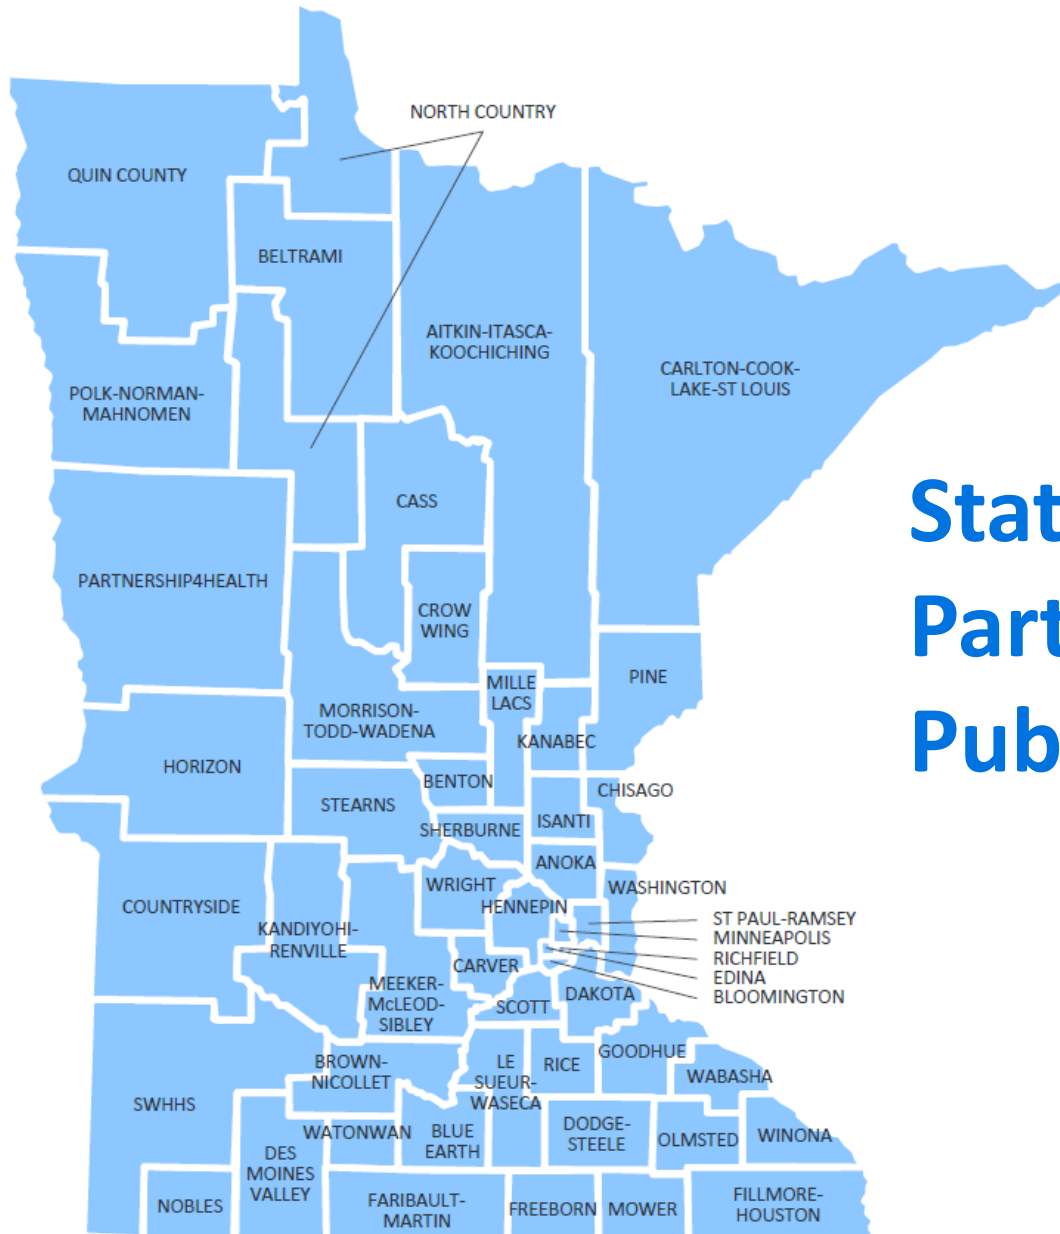 NORTH COUNTRY
QUIN COUNTY
BELTRAMI
AITKIN-ITASCA-
KOOCHICHING
CARLTON-COOK-
LAKE-ST LOUIS
POLK-NORMAN-
MAHNOMEN
CASS
Stat
PARTNERSHIP4HEALTH
CROW
WING
Part
PINE
MILLE
LACS
MORRISON-
TODD-WADENA
KANABEC
Pub
HORIZON
BENTON
CHISAGO
STEARNS
ISANTI
SHERBURNE
ANOKA
WRIGHT
WASHINGTON
HENNEPIN
COUNTRYSIDE
ST PAUL-RAMSEY
MINNEAPOLIS
RICHFIELD
EDINA
BLOOMINGTON
KANDIYOHI-
RENVILLE
CARVER
MEEKER-
McLEOD-
SIBLEY
DAKOTA
SCOTT
GOODHUE
BROWN-
NICOLLET
LE
SUEUR-
WASECA
RICE
WABASHA
SWHHS
WATONWAN
BLUE
EARTH
DODGE-
STEELE
OLMSTED
WINONA
DES
MOINES
VALLEY
NOBLES
FARIBAULT-
MARTIN
FREEBORN
MOWER
FILLMORE-
HOUSTON